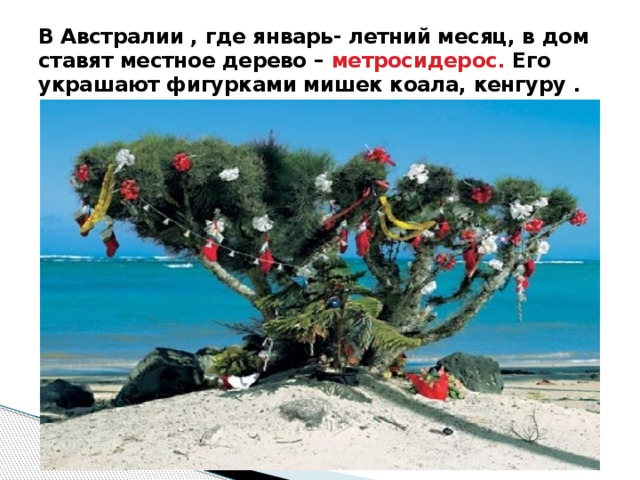 В Австралии , где январь- летний месяц, в дом
ставят местное дерево – метросидерос. Его
украшают фигурками мишек коала, кенгуру .